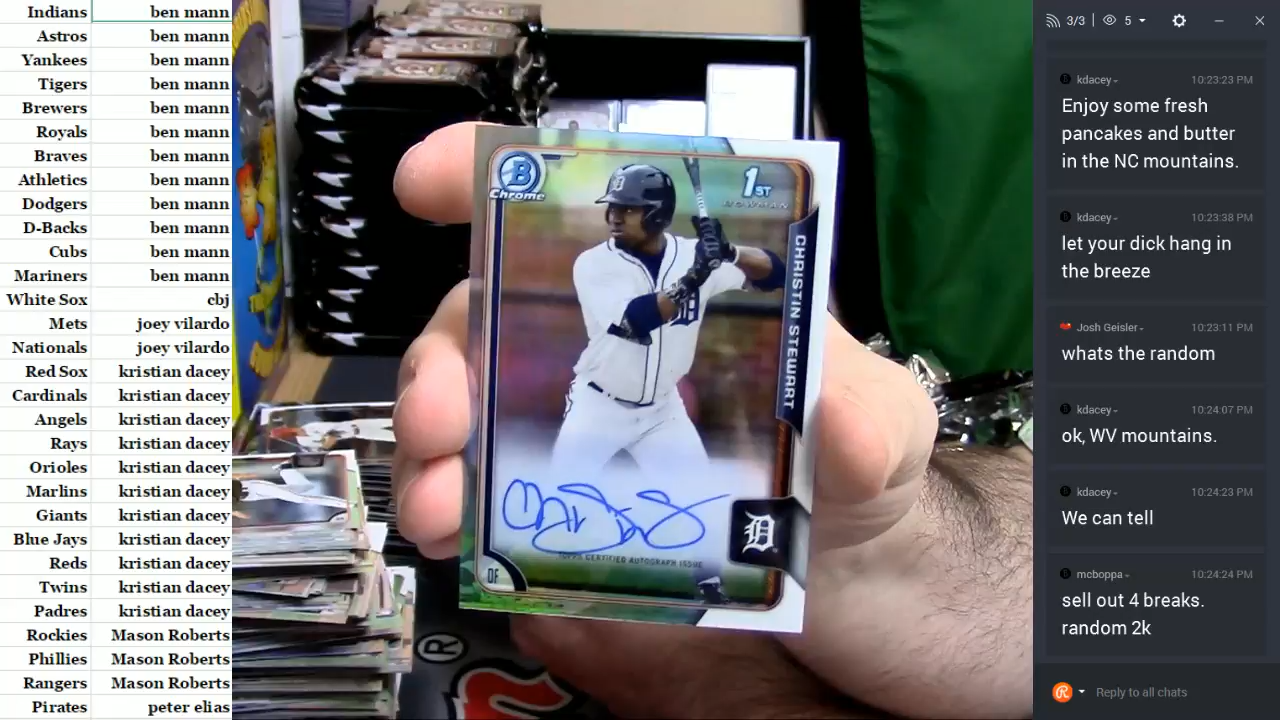 Indians ben mann
Astros ben mann
Yankees ben mann
Tigers ben mann
Brewers ben mann
Royals ben mann
Braves ben mann
Athletics ben mann
Dodgers ben mann
D-Backs ben mann
Cubs ben mann
Mariners ben mann
White Sox cbj
Mets joey vilardo
Nationals joey vilardo
Red Sox kristian dacey
Cardinals kristian dacey
Angels kristian dacey
Rays kristian dacey
Orioles kristian dacey
Marlins kristian dacey
Giants kristian dacey
Blue Jays kristian dacey
Reds kristian dacey
Twins kristian dacey
Padres kristian dacey
Rockies Mason Roberts
Phillies Mason Roberts
Rangers Mason Roberts
Pirates peter elias
B
Chrome
1ST
BOWMAN
CHRISTIN STEWART
D
TOPPS CERTIFIED AUTOGRAPH ISSUE
OF
D
®
3/3 5
kdacey 10:23:23 PM
Enjoy some fresh
pancakes and butter
in the NC mountains.
kdacey 10:23:38 PM
let your dick hang in
the breeze
Josh Geisler 10:23:11 PM
whats the random
kdacey 10:24:07 PM
ok, WV mountains.
kdacey 10:24:23 PM
We can tell
mcboppa 10:24:24 PM
sell out 4 breaks.
random 2k
Reply to all chats